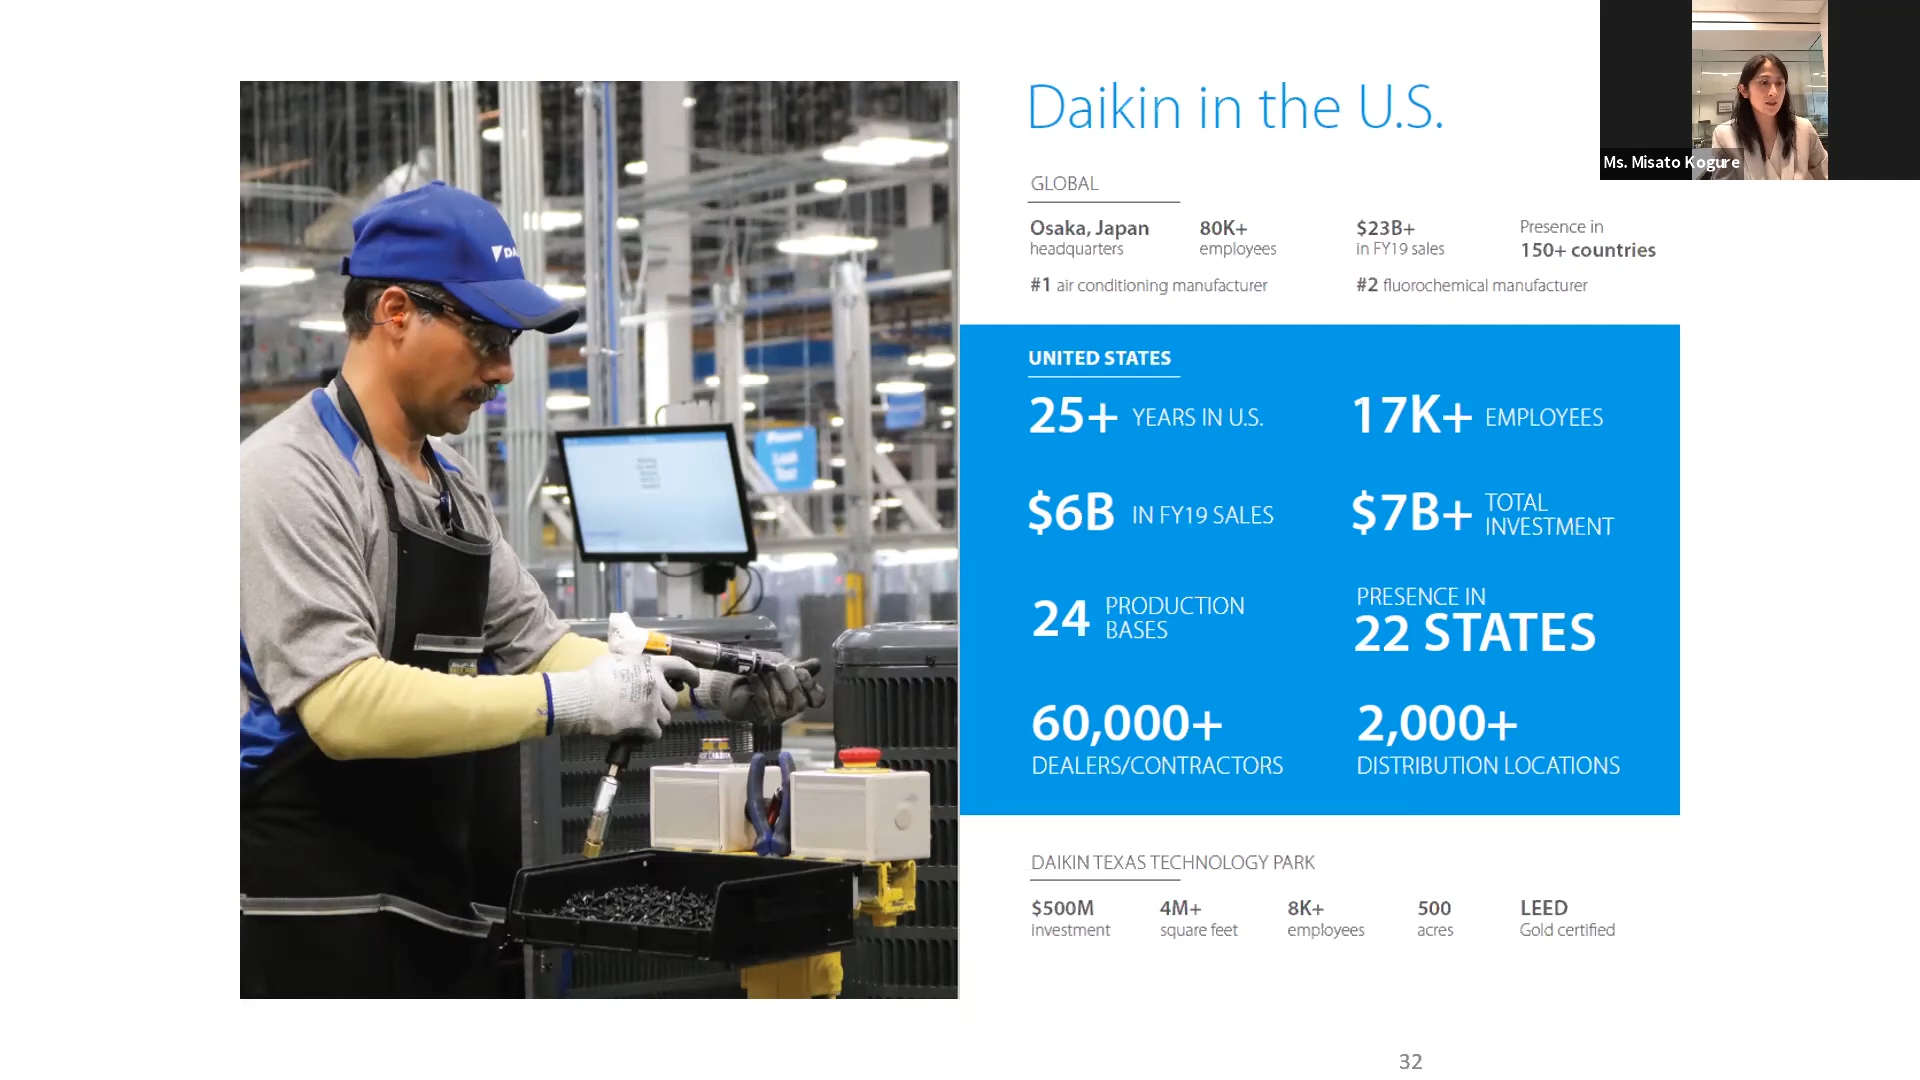 Daikin in the U.S.
Ms. Misato Kogure
GLOBAL
Osaka, Japan
headquarters
80K+
employees
$23B+
in FY19 sales
Presence in
150+ countries
#1 air conditioning manufacturer
#2 fluorochemical manufacturer
UNITED STATES
25+ YEARS IN U.S.
17K+ EMPLOYEES
$6B IN FY19 SALES
$7B+ TOTAL
INVESTMENT
24 PRODUCTION
BASES
PRESENCE IN
22 STATES
60,000+
DEALERS/CONTRACTORS
2,000+
DISTRIBUTION LOCATIONS
DAIKIN TEXAS TECHNOLOGY PARK
$500M
investment
4M+
square feet
8K+
employees
500
acres
LEED
Gold certified
32